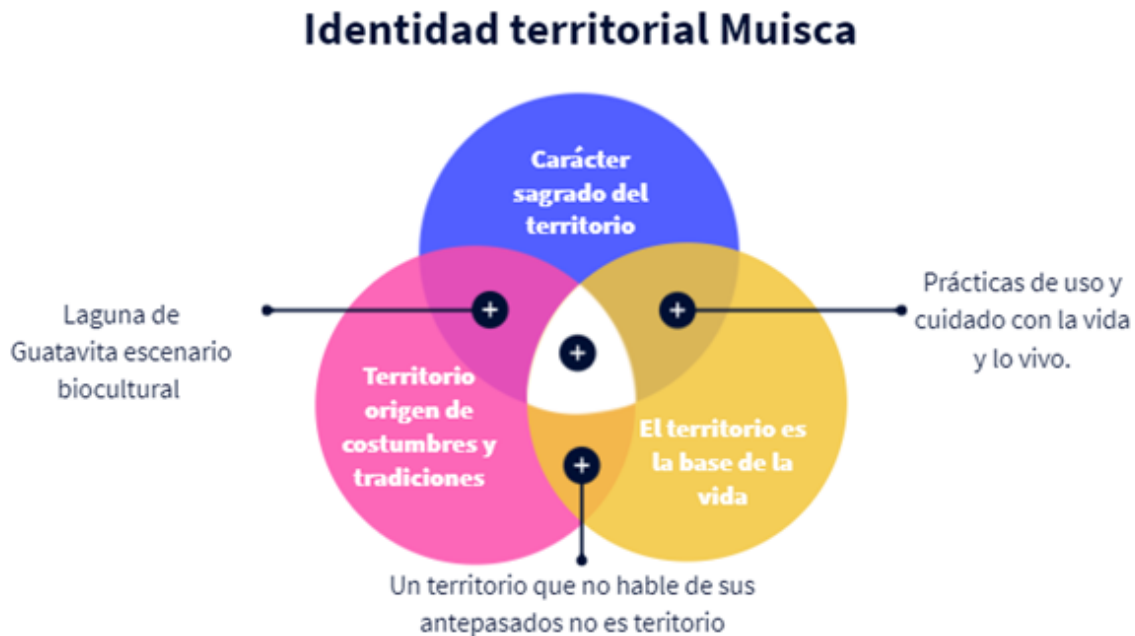 Identidad territorial Muisca
Carácter
sagrado del
territorio
Laguna de
Guatavita escenario
biocultural
Prácticas de uso y
cuidado con la vida
y lo vivo.
Territorio
origen de
costumbres y
tradiciones
El territorio es
la base de la
vida
Un territorio que no hable de sus
antepasados no es teritorio